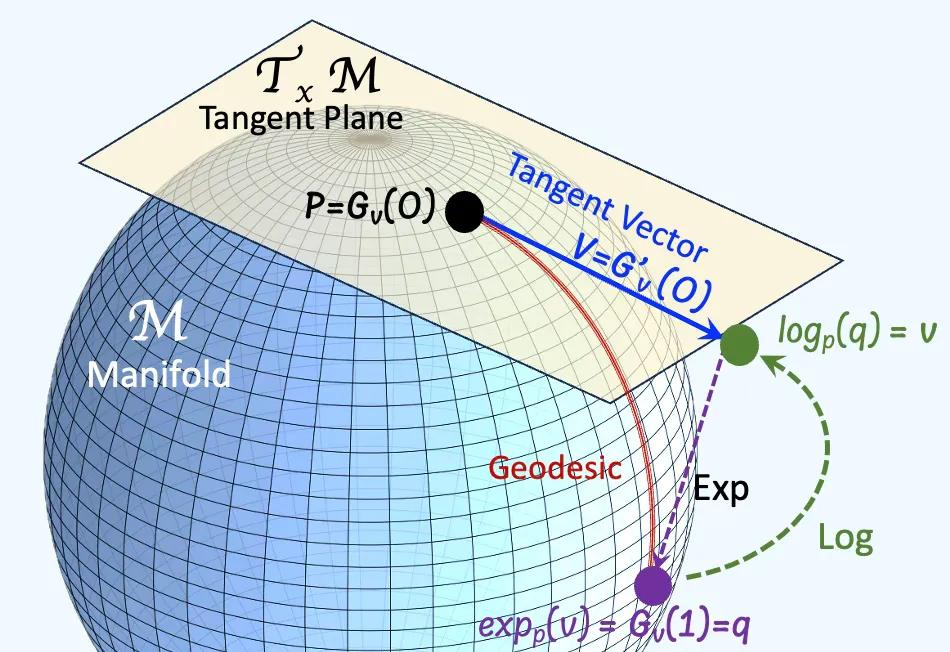 𝒯ₓ ℳ
Tangent Plane
P=Gᵥ(0)
Tangent Vector
V=G′ᵥ(0)
ℳ
Manifold
logₚ(q) = v
Geodesic
Exp
Log
expₚ(v) = Gᵥ(1)=q